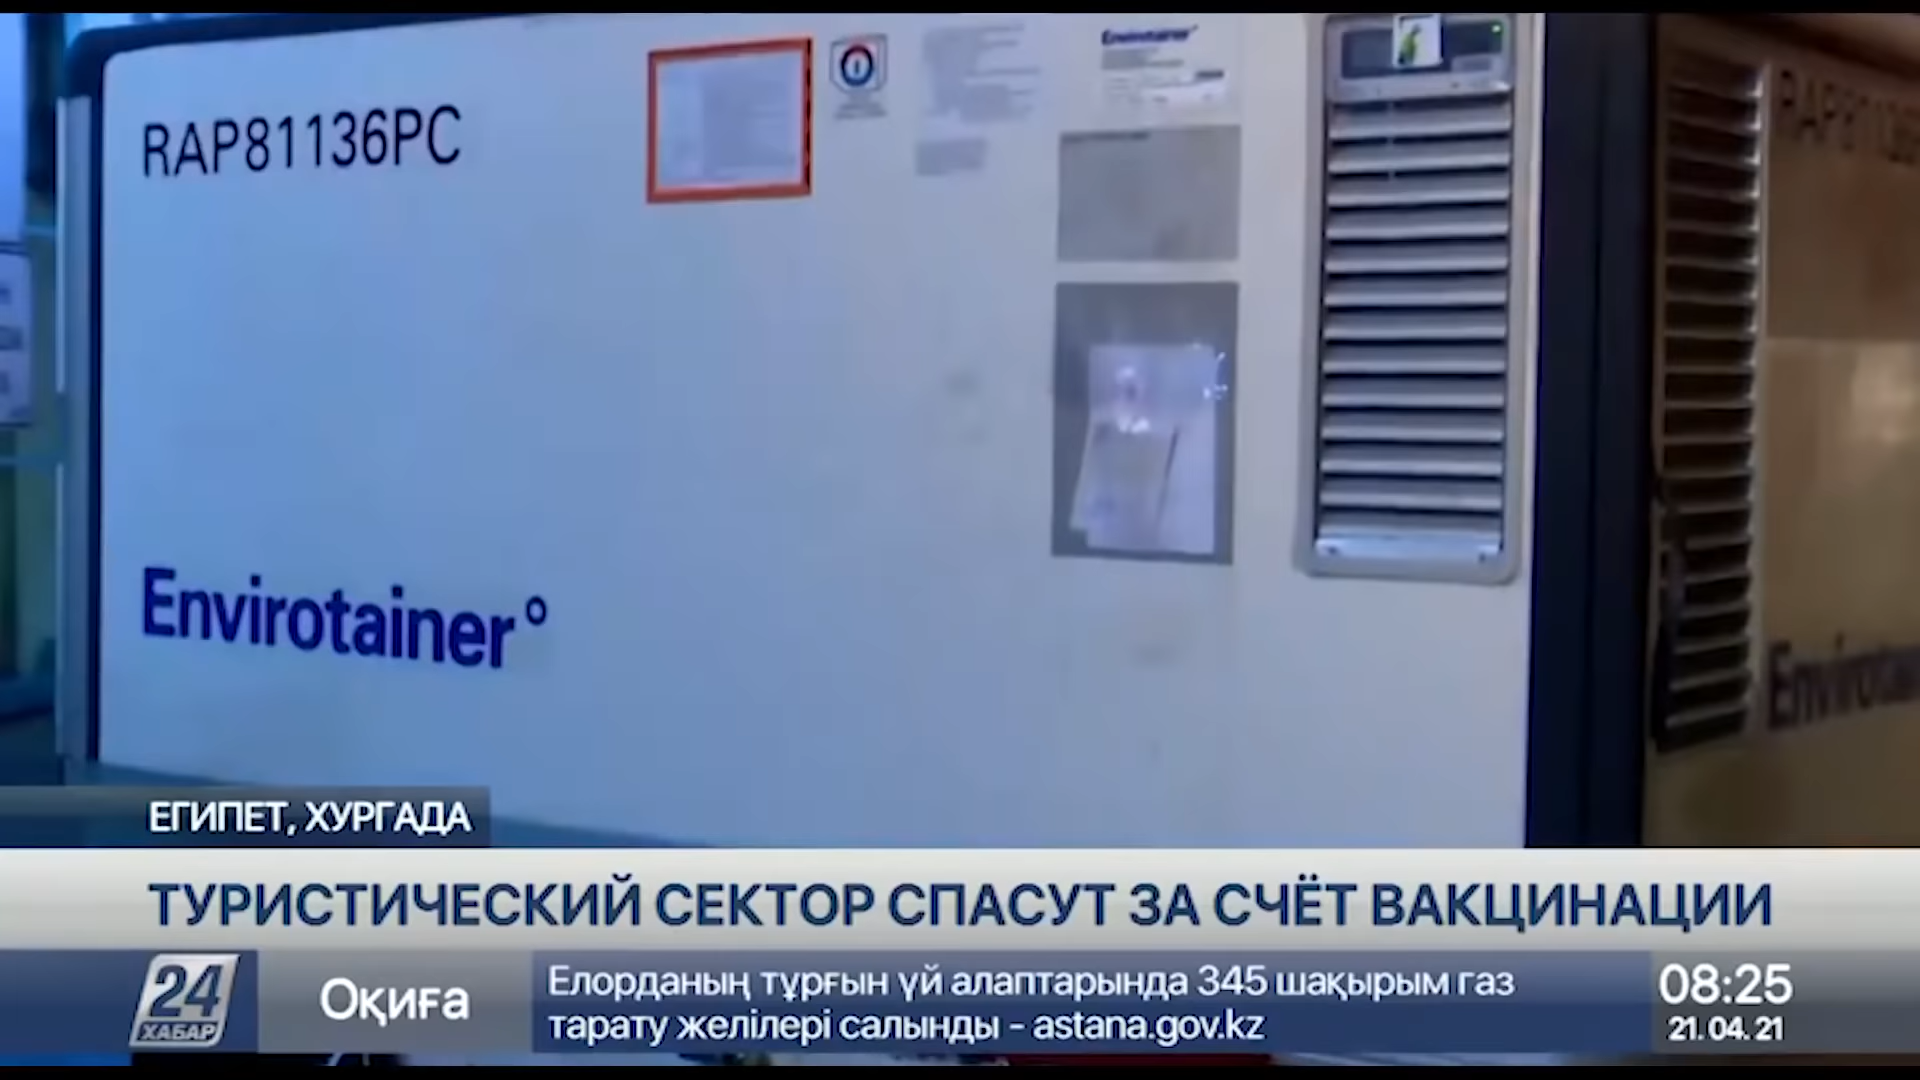 RAP81136PC
Envirotainer
Envirotainer°
ЕГИПЕТ, ХУРГАДА
ТУРИСТИЧЕСКИЙ СЕКТОР СПАСУТ ЗА СЧЁТ ВАКЦИНАЦИИ
24
ХАБАР
Оқиға
Елорданың тұрғын үй алаптарында 345 шақырым газ
тарату желілері салынды - astana.gov.kz
08:25
21.04.21